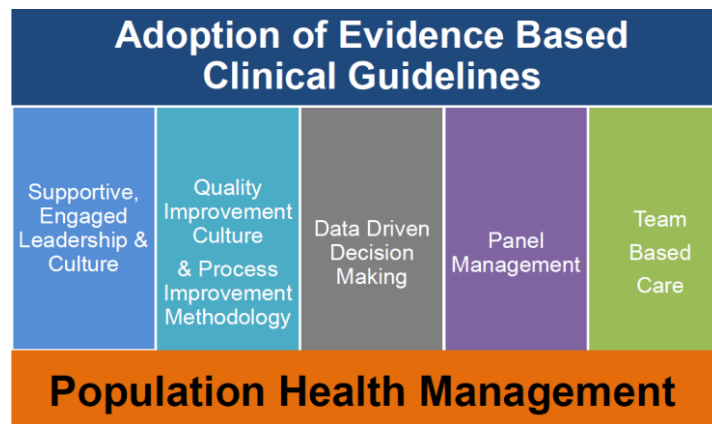 Adoption of Evidence Based
Clinical Guidelines
Supportive,
Engaged
Leadership &
Culture
Quality
Improvement
Culture
& Process
Improvement
Methodology
Data Driven
Decision
Making
Panel
Management
Team
Based
Care
Population Health Management